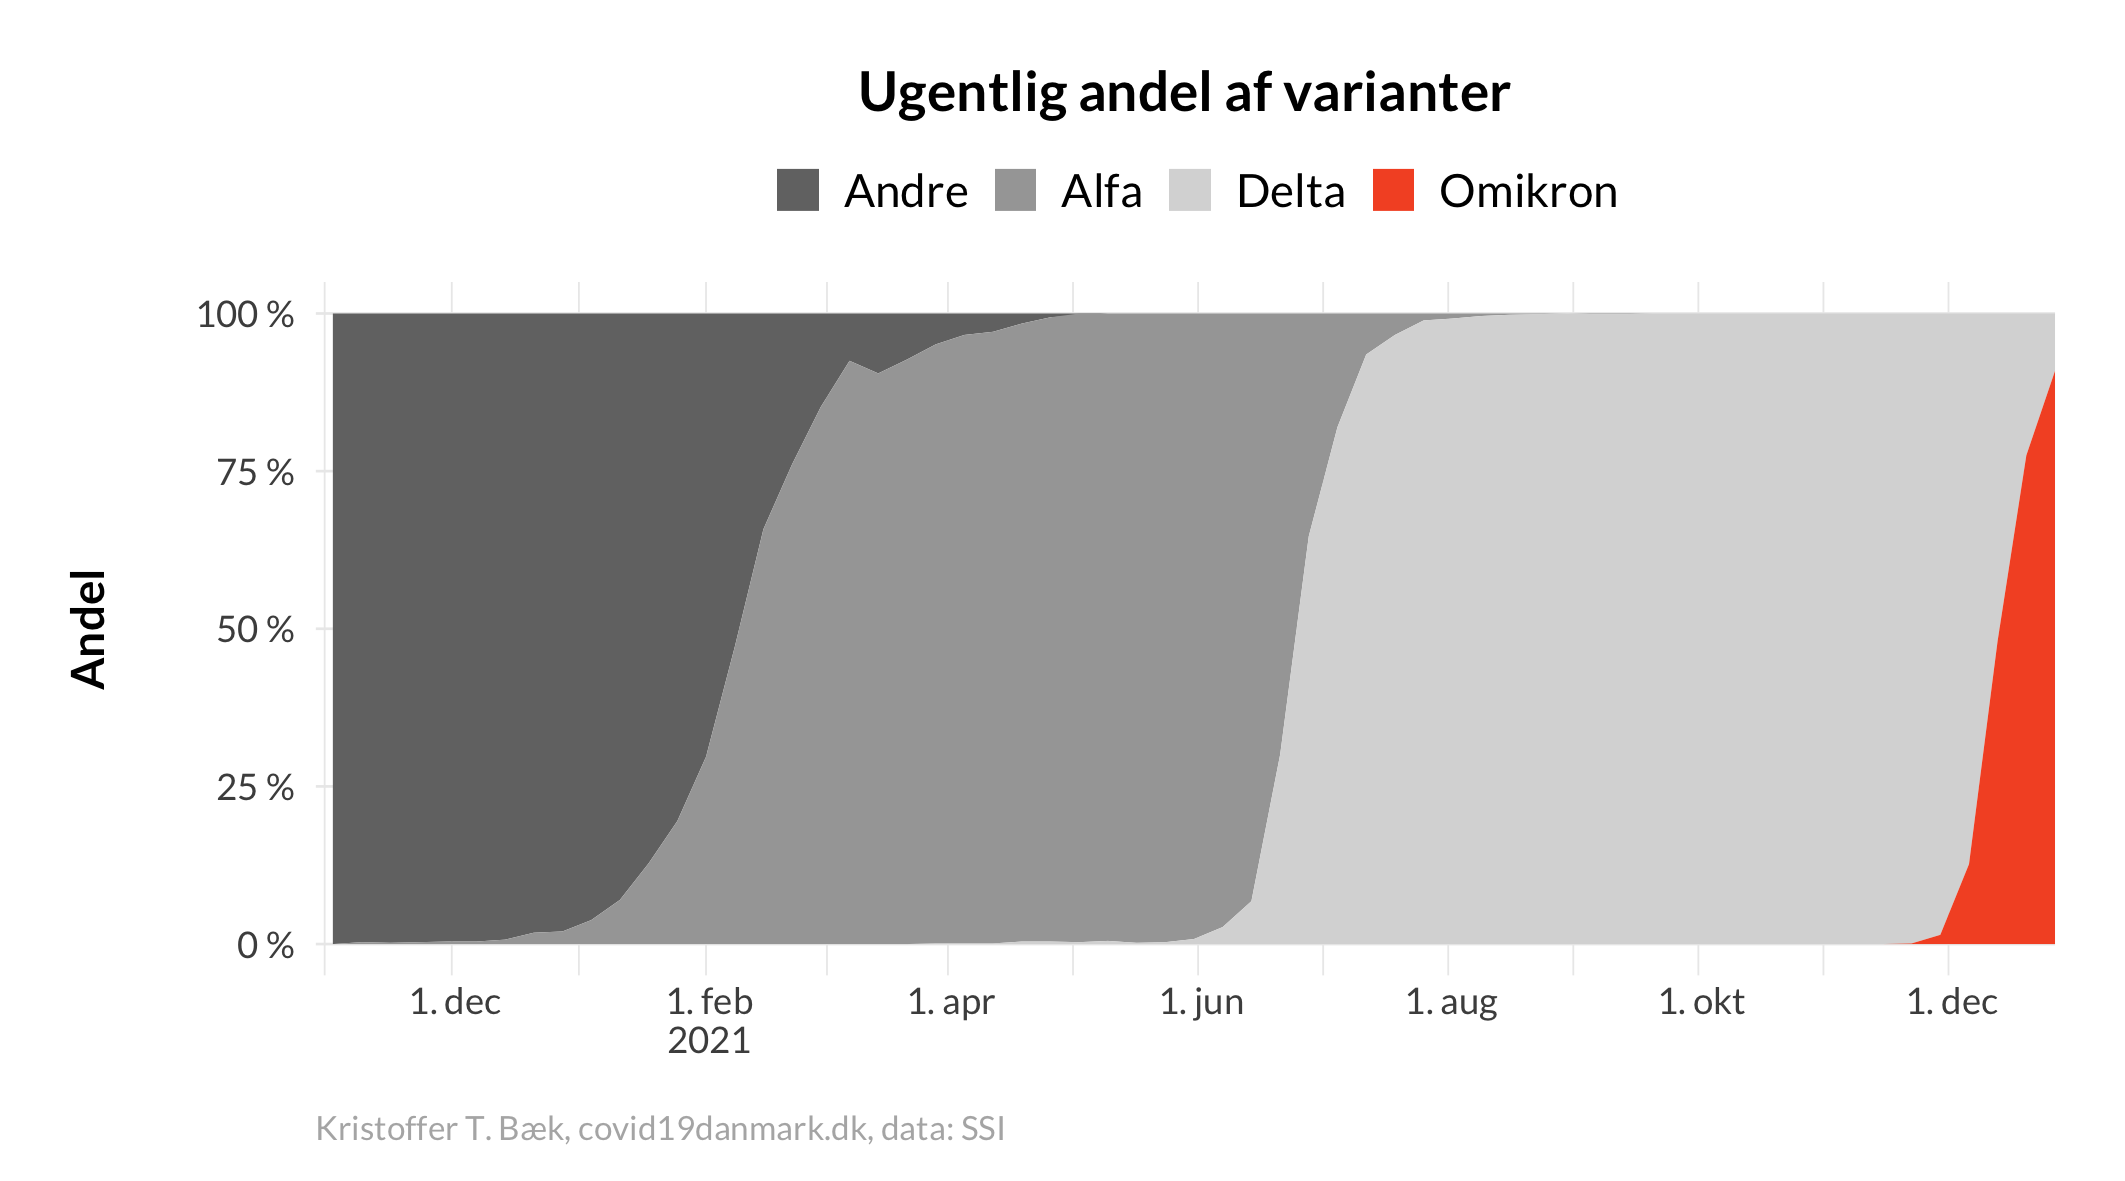 Ugentlig andel af varianter
Andre Alfa Delta Omikron
100 %
75 %
50 %
25 %
0 %
Andel
1. dec 1. feb 1. apr 1. jun 1. aug 1. okt 1. dec
2021
Kristoffer T. Bæk, covid19danmark.dk, data: SSI